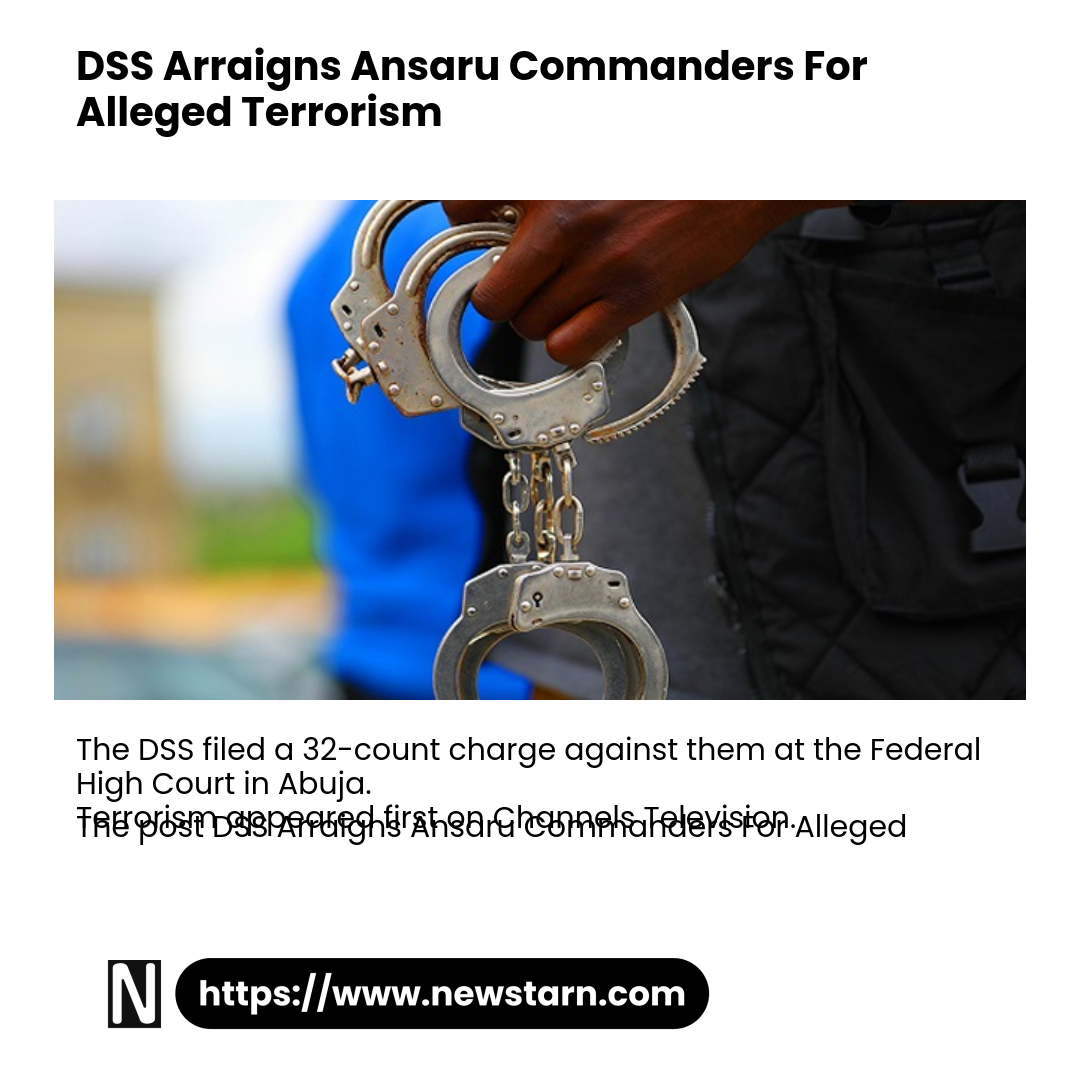 DSS Arraigns Ansaru Commanders For
Alleged Terrorism
The DSS filed a 32-count charge against them at the Federal
High Court in Abuja.
The post DSS Arraigns Ansaru Commanders For Alleged
Terrorism appeared first on Channels Television.
N
https://www.newstarn.com